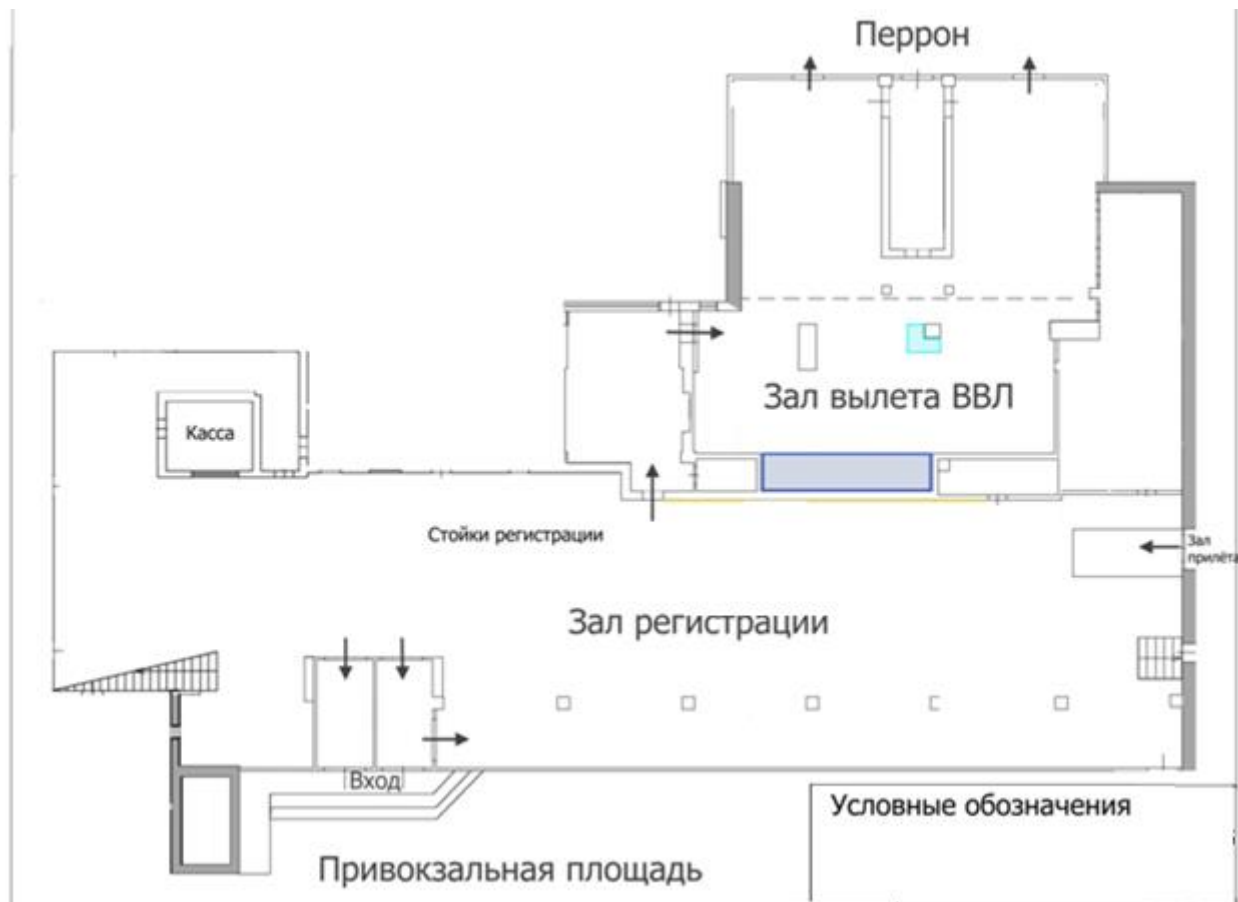 Перрон
Зал вылета ВВЛ
Касса
Стойки регистрации
Зал
прилёта
Зал регистрации
Вход
Условные обозначения
Привокзальная площадь